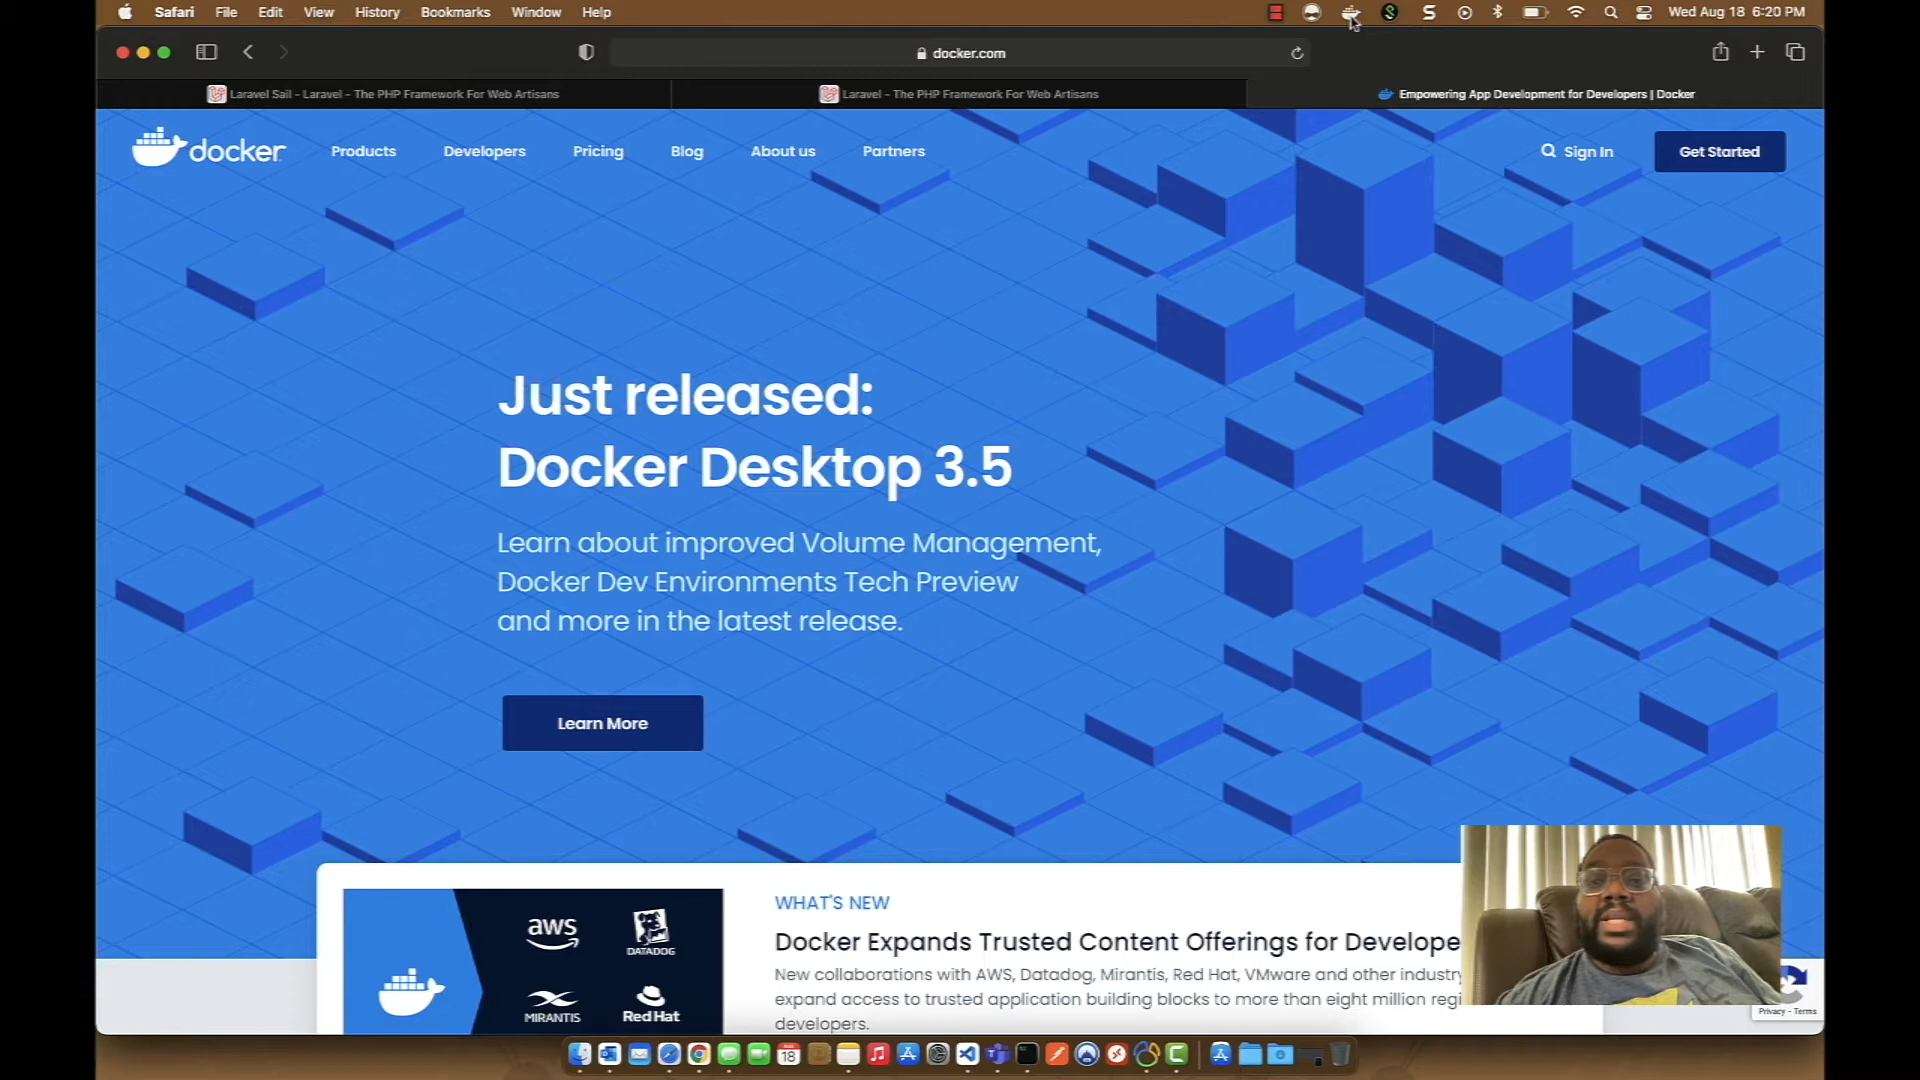 Safari File Edit View History Bookmarks Window Help
Wed Aug 18 6:20 PM
docker.com
Laravel Sail - Laravel - The PHP Framework For Web Artisans
Laravel - The PHP Framework For Web Artisans
Empowering App Development for Developers | Docker
docker
Products Developers Pricing Blog About us Partners
Sign In
Get Started
Just released:
Docker Desktop 3.5
Learn about improved Volume Management,
Docker Dev Environments Tech Preview
and more in the latest release.
Learn More
aws
DATADOG
MIRANTIS
Red Hat
WHAT'S NEW
Docker Expands Trusted Content Offerings for Develope
New collaborations with AWS, Datadog, Mirantis, Red Hat, VMware and other industry
expand access to trusted application building blocks to more than eight million regi
developers.
Privacy - Terms
18